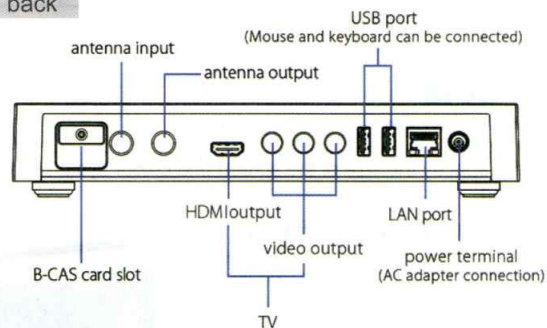 back
USB port
(Mouse and keyboard can be connected)
antenna input
antenna output
HDMIoutput
LAN port
video output
power terminal
(AC adapter connection)
B-CAS card slot
TV